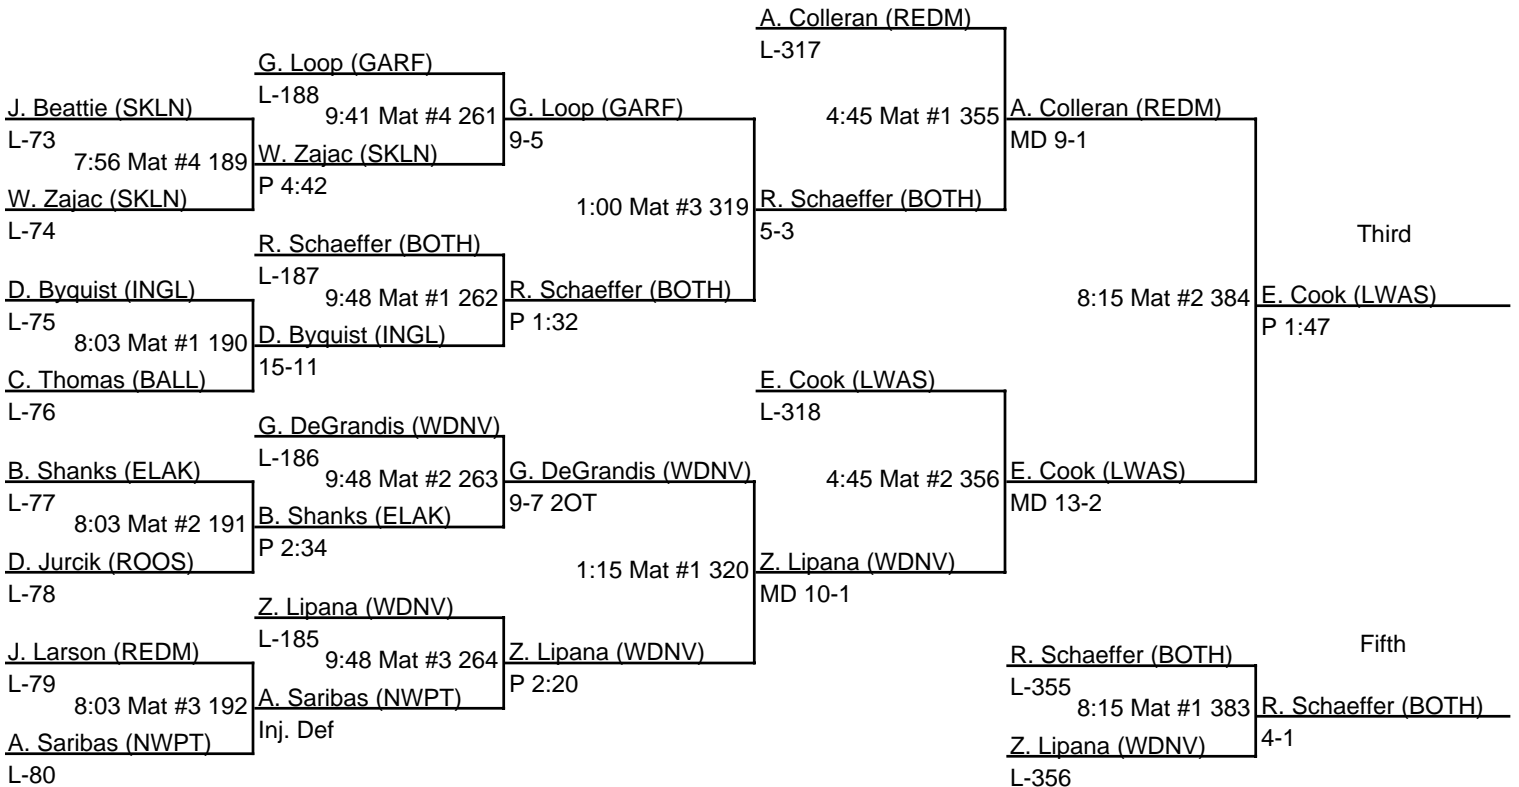 A. Colleran (REDM)
L-317
G. Loop (GARF)
L-188
9:41 Mat #4 261
J. Beattie (SKLN)
G. Loop (GARF)
4:45 Mat #1 355
A. Colleran (REDM)
L-73
9-5
MD 9-1
7:56 Mat #4 189
W. Zajac (SKLN)
P 4:42
W. Zajac (SKLN)
1:00 Mat #3 319
R. Schaeffer (BOTH)
L-74
5-3
Third
R. Schaeffer (BOTH)
L-187
D. Byquist (INGL)
9:48 Mat #1 262
R. Schaeffer (BOTH)
8:15 Mat #2 384
E. Cook (LWAS)
L-75
P 1:32
P 1:47
8:03 Mat #1 190
D. Byquist (INGL)
15-11
C. Thomas (BALL)
E. Cook (LWAS)
L-76
L-318
G. DeGrandis (WDNV)
L-186
B. Shanks (ELAK)
9:48 Mat #2 263
G. DeGrandis (WDNV)
4:45 Mat #2 356
E. Cook (LWAS)
L-77
9-7 2OT
MD 13-2
8:03 Mat #2 191
B. Shanks (ELAK)
P 2:34
D. Jurcik (ROOS)
1:15 Mat #1 320
Z. Lipana (WDNV)
L-78
MD 10-1
Z. Lipana (WDNV)
L-185
Fifth
J. Larson (REDM)
9:48 Mat #3 264
Z. Lipana (WDNV)
R. Schaeffer (BOTH)
L-79
P 2:20
L-355
8:03 Mat #3 192
A. Saribas (NWPT)
8:15 Mat #1 383
R. Schaeffer (BOTH)
Inj. Def
4-1
A. Saribas (NWPT)
Z. Lipana (WDNV)
L-80
L-356